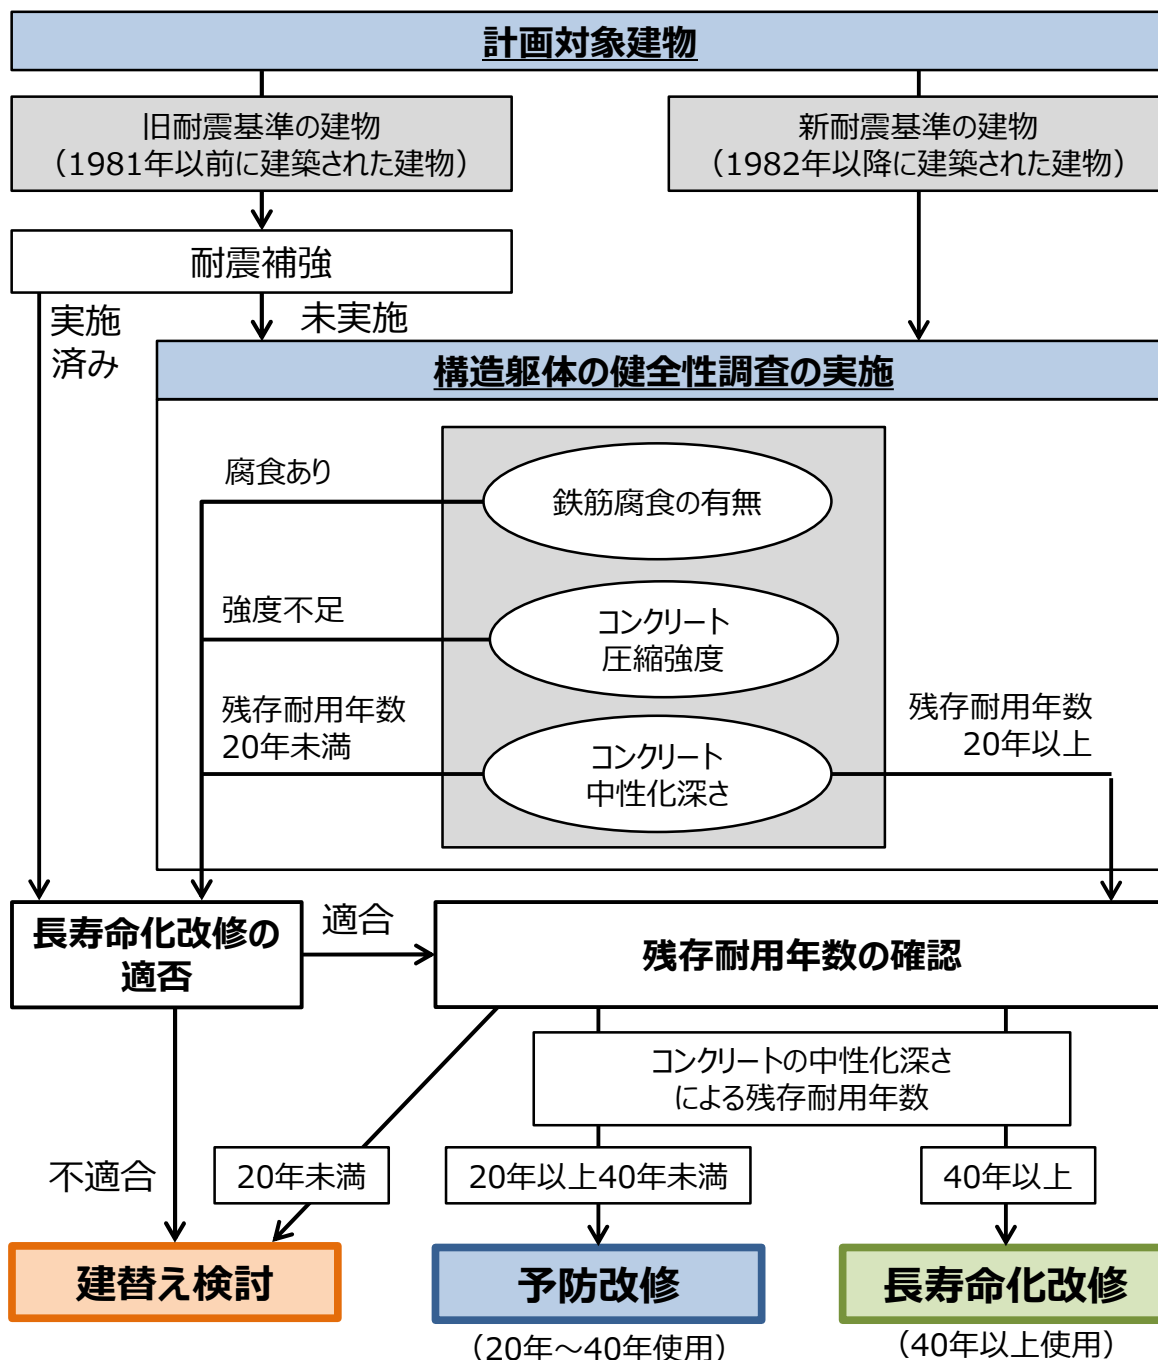 計画対象建物
旧耐震基準の建物
（1981年以前に建築された建物）
新耐震基準の建物
（1982年以降に建築された建物）
耐震補強
実施
済み
未実施
構造躯体の健全性調査の実施
腐食あり
鉄筋腐食の有無
強度不足
コンクリート
圧縮強度
残存耐用年数
20年未満
コンクリート
中性化深さ
残存耐用年数
20年以上
長寿命化改修の
適否
適合
残存耐用年数の確認
コンクリートの中性化深さ
による残存耐用年数
不適合
20年未満
20年以上40年未満
40年以上
建替え検討
予防改修
長寿命化改修
（20年～40年使用）
（40年以上使用）